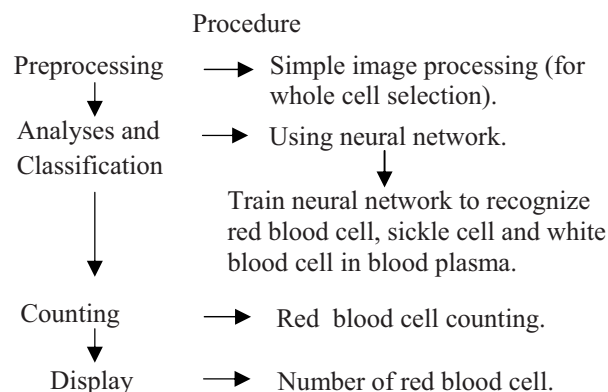 Procedure
Preprocessing
Simple image processing (for
whole cell selection).
Analyses and
Classification
Using neural network.
Train neural network to recognize
red blood cell, sickle cell and white
blood cell in blood plasma.
Counting
Red blood cell counting.
Display
Number of red blood cell.